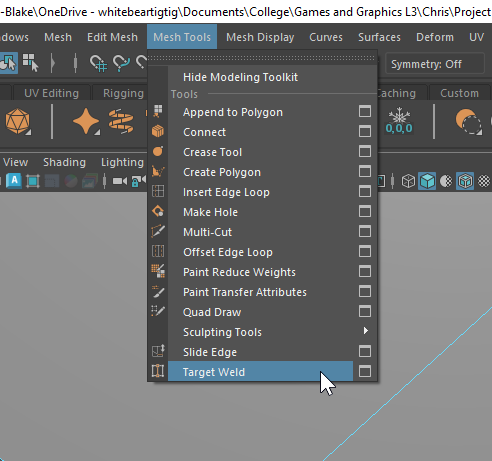 -Blake\OneDrive - whitebeartigtig\Documents\College\Games and Graphics L3\Chris\Project
dows Mesh Edit Mesh Mesh Tools Mesh Display Curves Surfaces Deform UV
Symmetry: Off
UV Editing Rigging Caching Custom
0,0,0
View Shading Lighting
A
Hide Modeling Toolkit
Tools
Append to Polygon
Connect
Crease Tool
Create Polygon
Insert Edge Loop
Make Hole
Multi-Cut
Offset Edge Loop
Paint Reduce Weights
Paint Transfer Attributes
Quad Draw
Sculpting Tools
Slide Edge
Target Weld